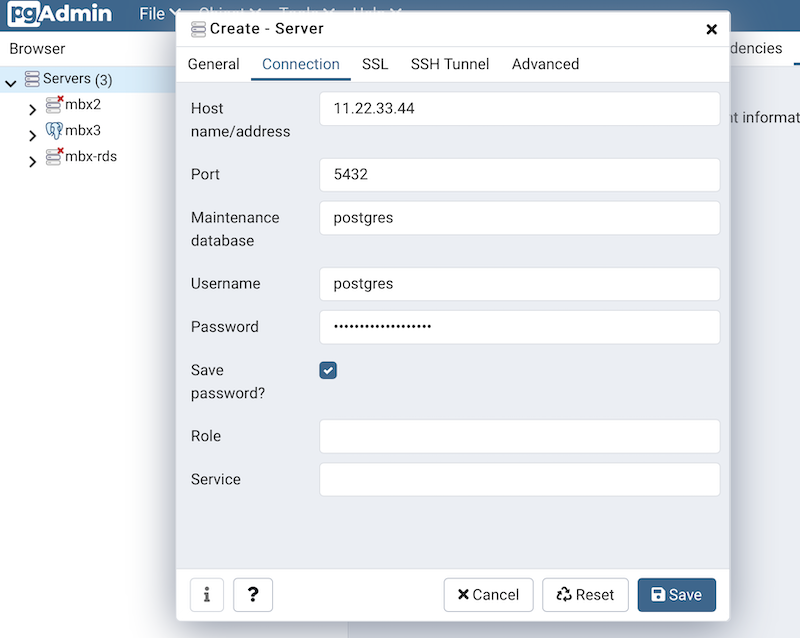 pgAdmin
File
Create - Server
Browser
dencies
General Connection SSL SSH Tunnel Advanced
Servers (3)
mbx2
mbx3
mbx-rds
Host
name/address
11.22.33.44
Port
5432
Maintenance
database
postgres
Username
postgres
Password
•••••••••••••••••••
Save
password?
Role
Service
i
?
Cancel
Reset
Save